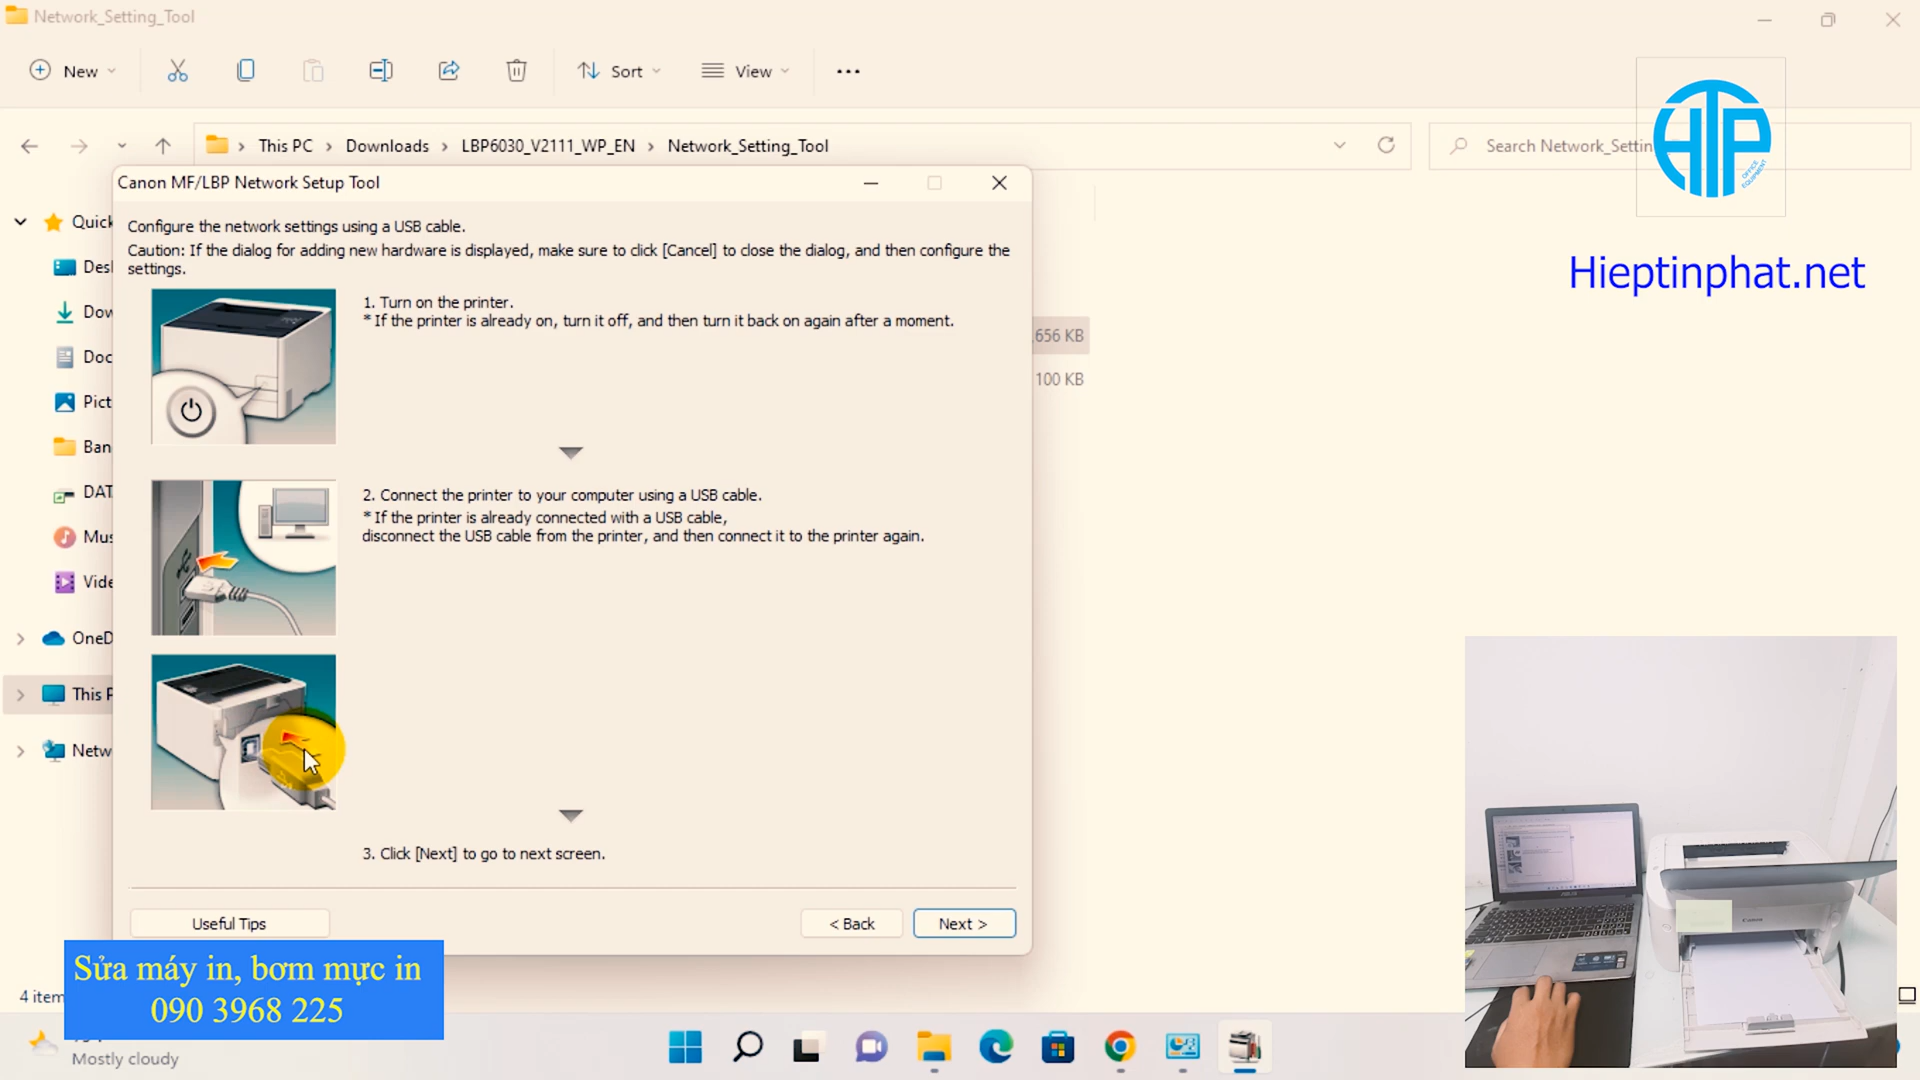 Network_Setting_Tool
New
Sort
View
This PC > Downloads > LBP6030_V2111_WP_EN > Network_Setting_Tool
Search Network_Settin
HTP
OFFICE EQUIPMENT
Hieptinphat.net
Canon MF/LBP Network Setup Tool
Configure the network settings using a USB cable.
Caution: If the dialog for adding new hardware is displayed, make sure to click [Cancel] to close the dialog, and then configure the
settings.
1. Turn on the printer.
* If the printer is already on, turn it off, and then turn it back on again after a moment.
2. Connect the printer to your computer using a USB cable.
* If the printer is already connected with a USB cable,
disconnect the USB cable from the printer, and then connect it to the printer again.
3. Click [Next] to go to next screen.
Useful Tips
< Back
Next >
Quick
Desl
Dow
Doc
Pict
Ban
DAT
Mus
Vide
OneD
This P
Netw
656 KB
100 KB
4 item
Sửa máy in, bơm mực in
090 3968 225
Mostly cloudy
Canon